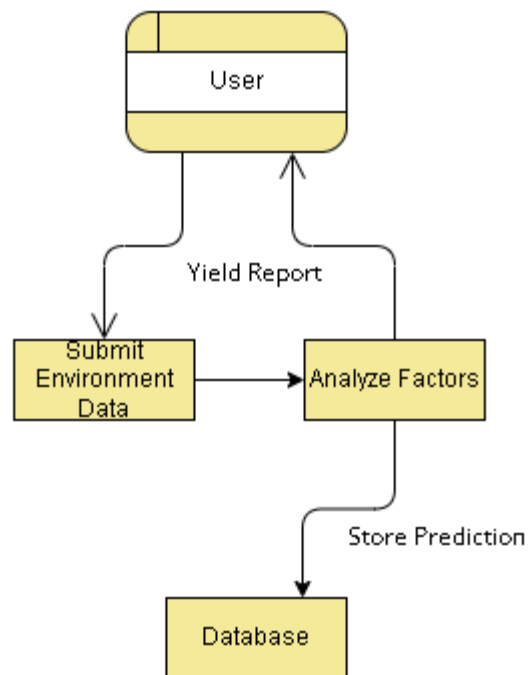 User
Yield Report
Submit
Environment
Data
Analyze Factors
Store Prediction
Database